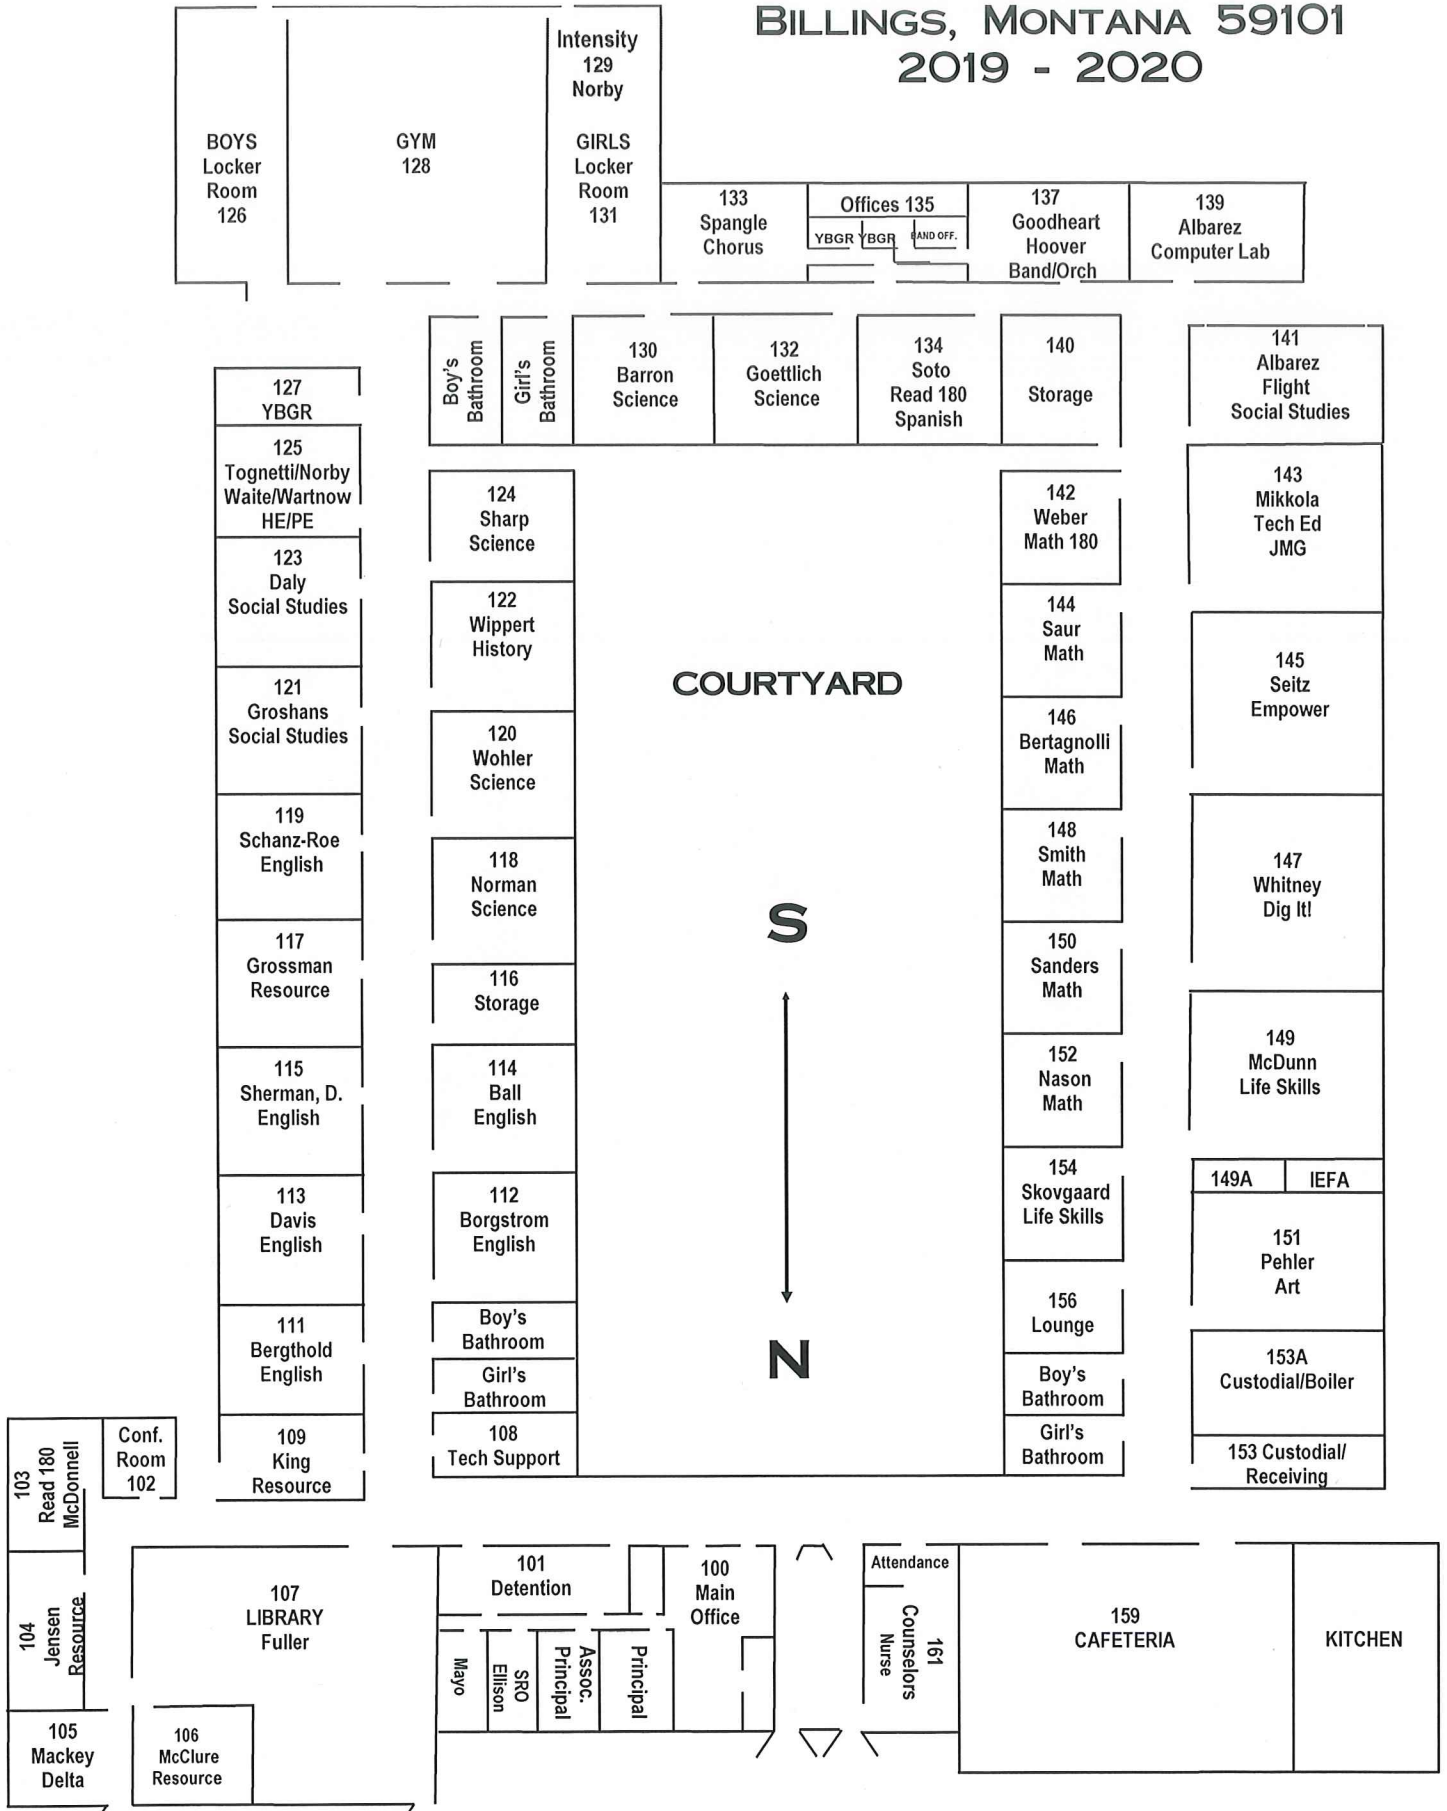 BILLINGS, MONTANA 59101
2019 - 2020
Intensity
129
Norby
BOYS
Locker
Room
126
GYM
128
GIRLS
Locker
Room
131
133
Spangle
Chorus
Offices 135
YBGR
YBGR
BAND OFF.
137
Goodheart
Hoover
Band/Orch
139
Albarez
Computer Lab
Boy's
Bathroom
Girl's
Bathroom
130
Barron
Science
132
Goettlich
Science
134
Soto
Read 180
Spanish
140
Storage
141
Albarez
Flight
Social Studies
127
YBGR
125
Tognetti/Norby
Waite/Wartnow
HE/PE
123
Daly
Social Studies
121
Groshans
Social Studies
119
Schanz-Roe
English
117
Grossman
Resource
115
Sherman, D.
English
113
Davis
English
111
Bergthold
English
109
King
Resource
124
Sharp
Science
122
Wippert
History
120
Wohler
Science
118
Norman
Science
116
Storage
114
Ball
English
112
Borgstrom
English
Boy's
Bathroom
Girl's
Bathroom
108
Tech Support
COURTYARD
S
N
142
Weber
Math 180
144
Saur
Math
146
Bertagnolli
Math
148
Smith
Math
150
Sanders
Math
152
Nason
Math
154
Skovgaard
Life Skills
156
Lounge
Boy's
Bathroom
Girl's
Bathroom
143
Mikkola
Tech Ed
JMG
145
Seitz
Empower
147
Whitney
Dig It!
149
McDunn
Life Skills
149A
IEFA
151
Pehler
Art
153A
Custodial/Boiler
153 Custodial/
Receiving
103
Read 180
McDonnell
Conf.
Room
102
104
Jensen
Resource
105
Mackey
Delta
106
McClure
Resource
107
LIBRARY
Fuller
101
Detention
Mayo
SRO
Ellison
Assoc.
Principal
Principal
100
Main
Office
Attendance
161
Counselors
Nurse
159
CAFETERIA
KITCHEN